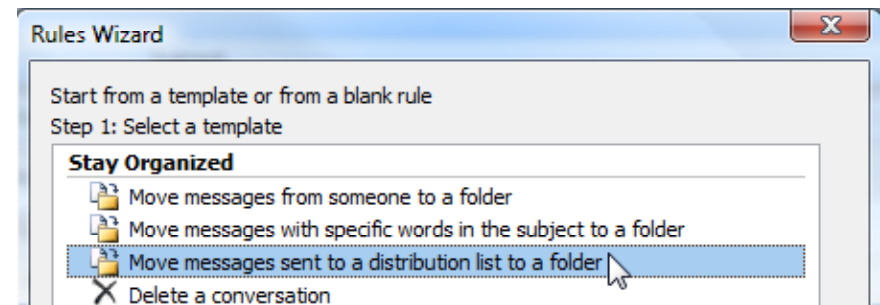 Rules Wizard
Start from a template or from a blank rule
Step 1: Select a template
Stay Organized
Move messages from someone to a folder
Move messages with specific words in the subject to a folder
Move messages sent to a distribution list to a folder
Delete a conversation